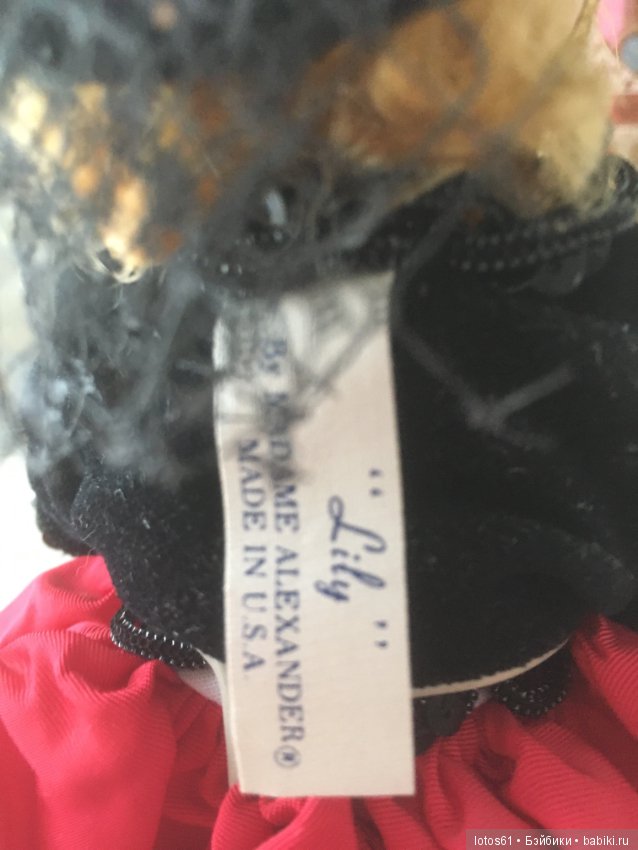 “Lily”
By MADAME ALEXANDER®
MADE IN U.S.A.
lotos61 • Бэйбики • babiki.ru